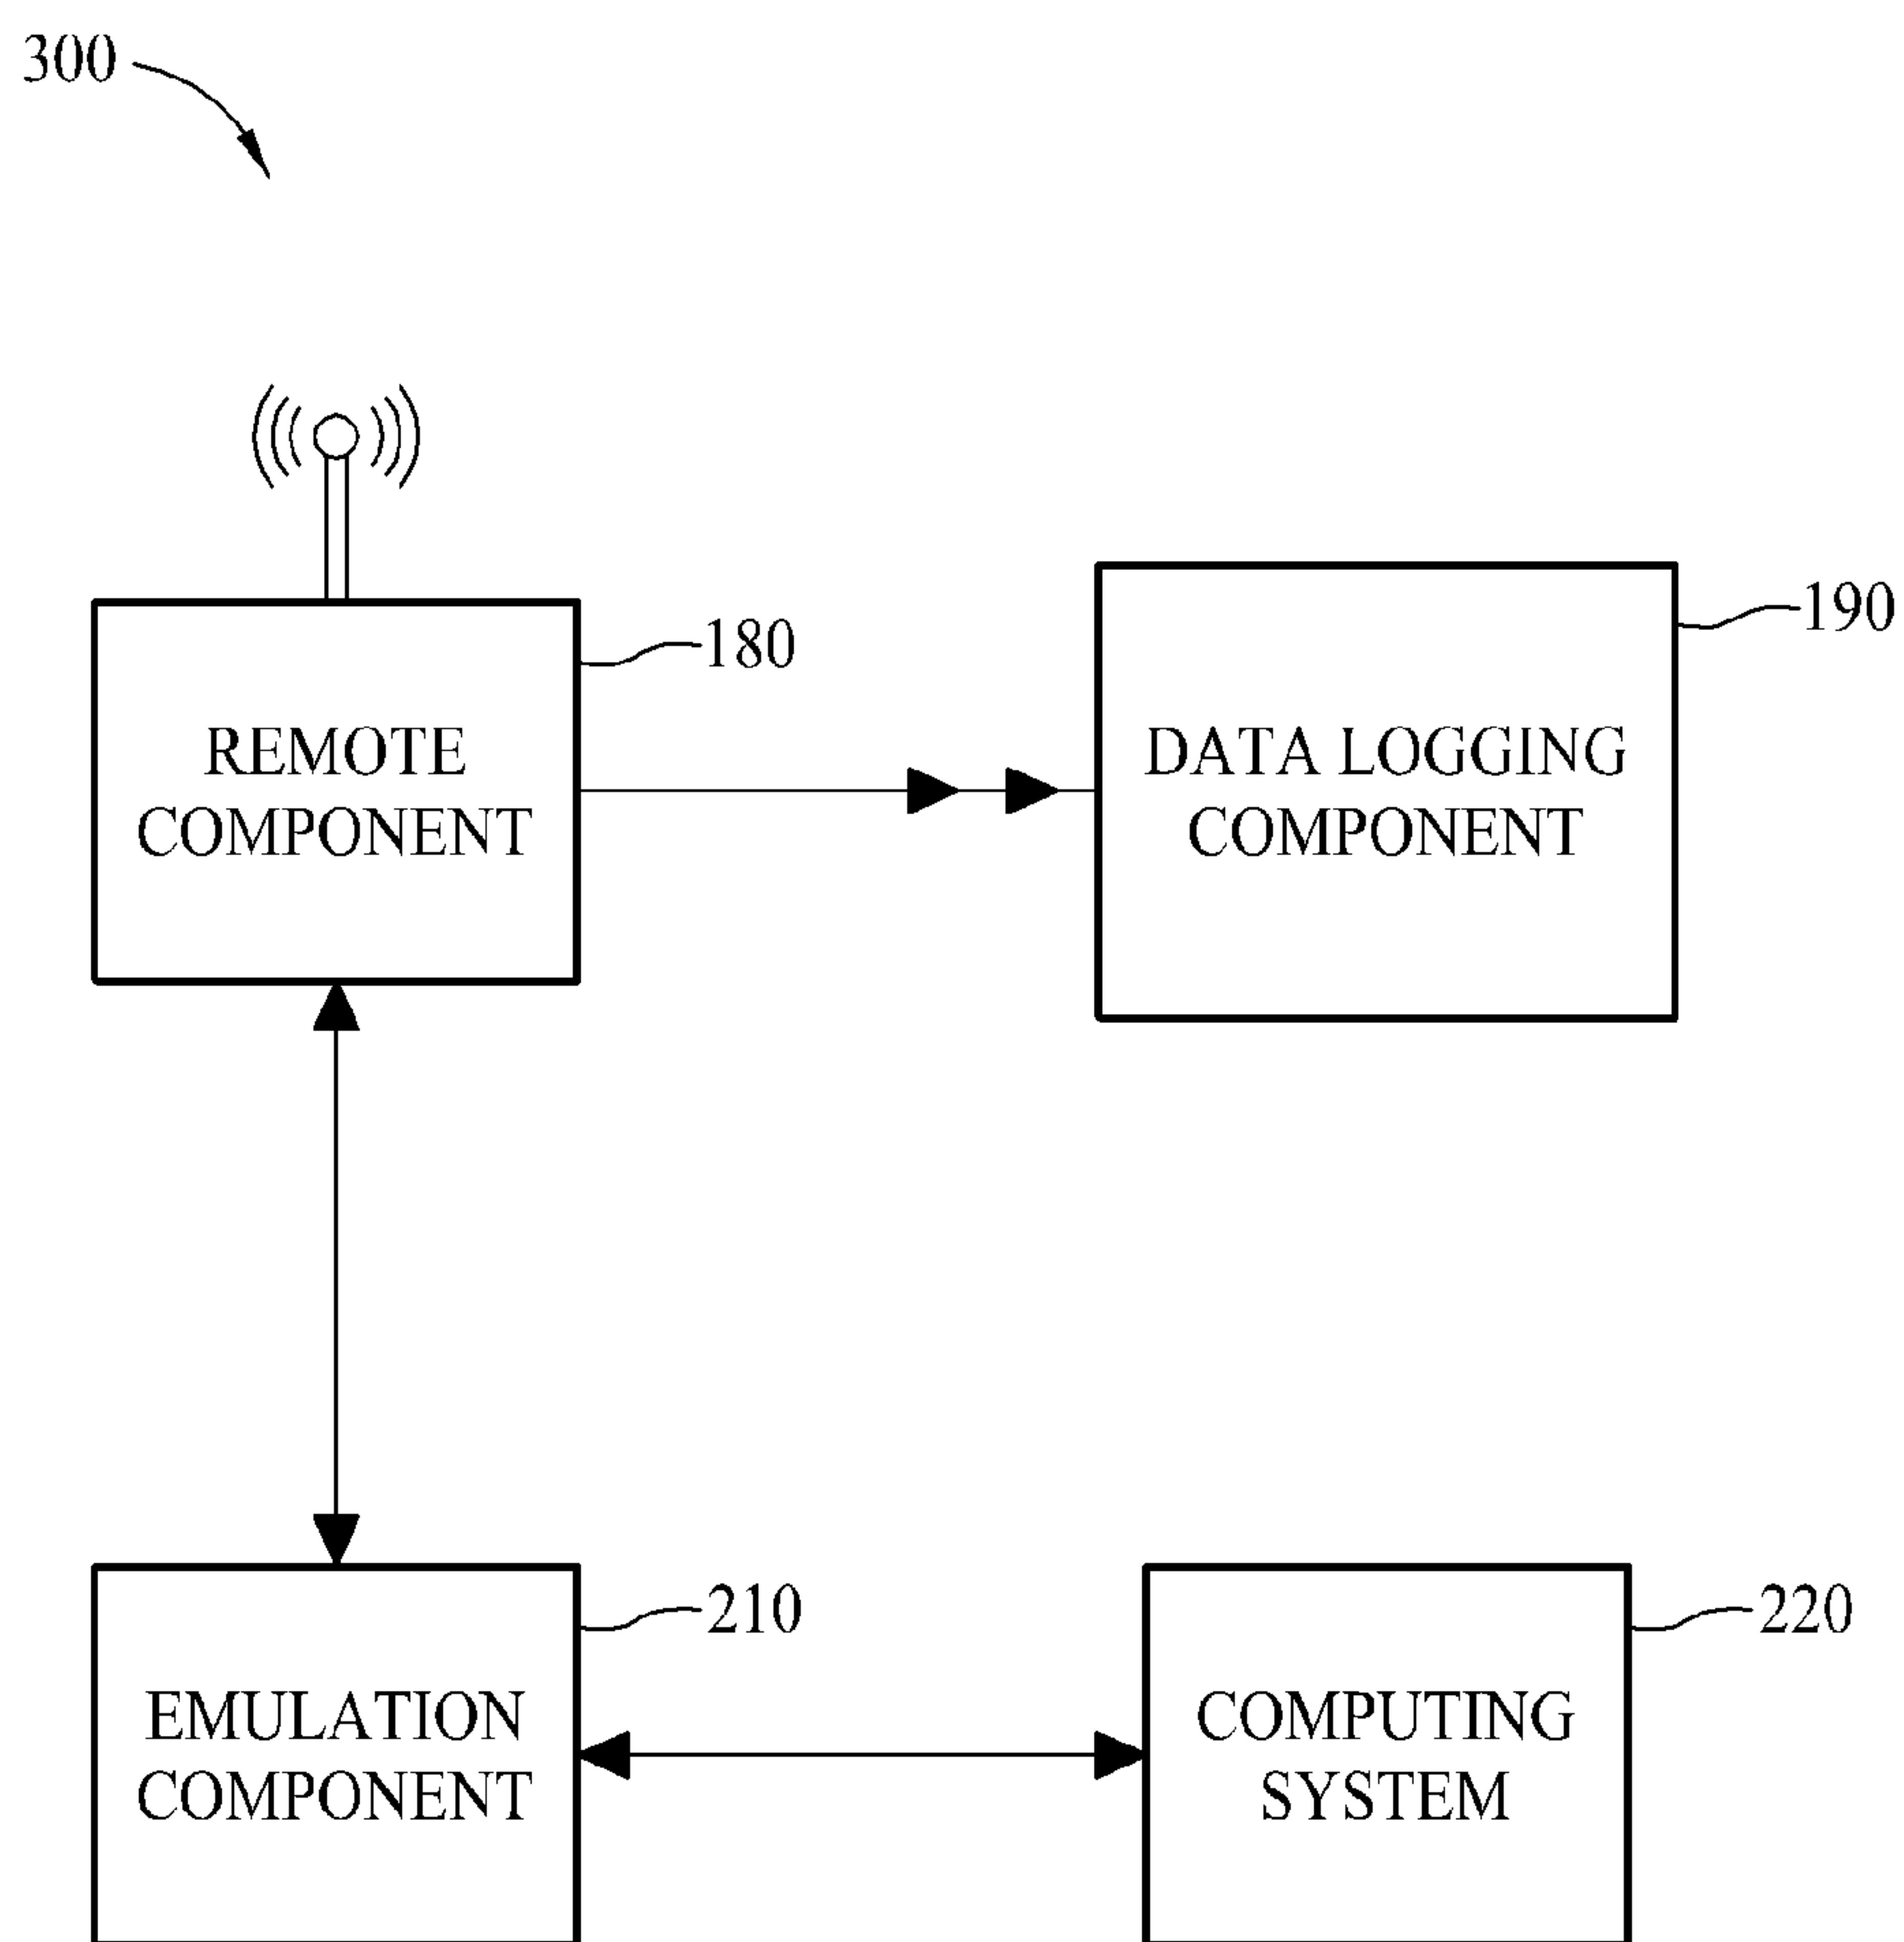 300
180
190
REMOTE
COMPONENT
DATA LOGGING
COMPONENT
210
220
EMULATION
COMPONENT
COMPUTING
SYSTEM